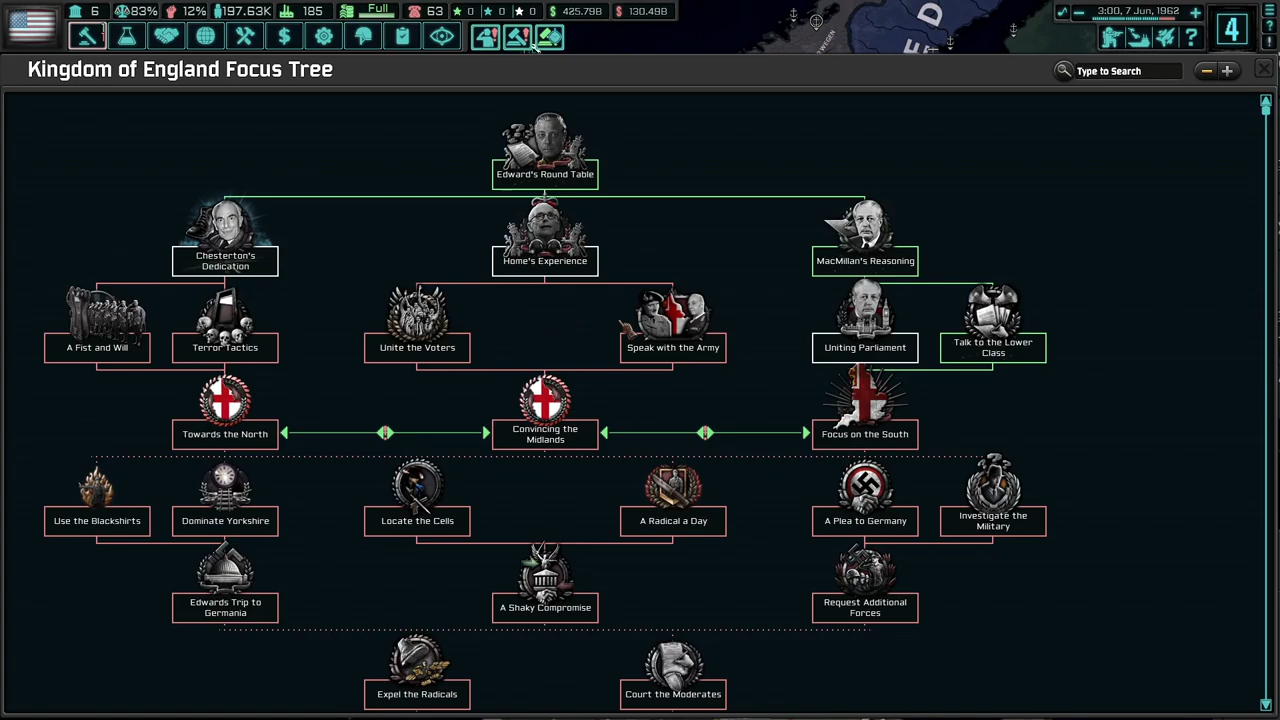 6 83% 12% 197.63K 185 Full 63 0 0 0 $ 425.79B $ 130.49B 3:00, 7 Jun, 1962 4
Kingdom of England Focus Tree
Type to Search
Edward's Round Table
Chesterton's
Dedication
Home's Experience
MacMillan's Reasoning
A Fist and Will
Terror Tactics
Unite the Voters
Speak with the Army
Uniting Parliament
Talk to the Lower
Class
Towards the North
Convincing the
Midlands
Focus on the South
Use the Blackshirts
Dominate Yorkshire
Locate the Cells
A Radical a Day
A Plea to Germany
Investigate the
Military
Edwards Trip to
Germania
A Shaky Compromise
Request Additional
Forces
Expel the Radicals
Court the Moderates